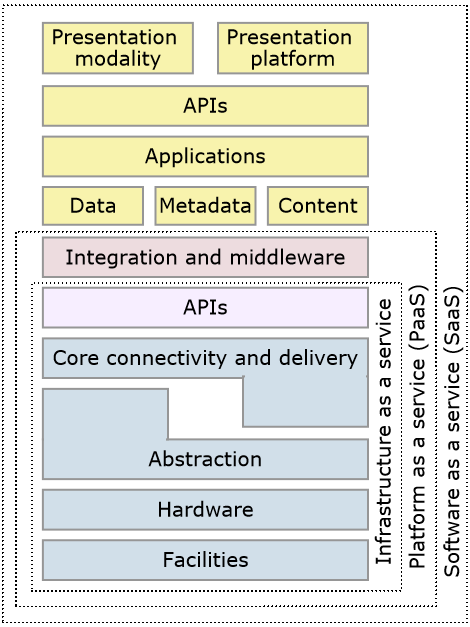 Presentation
modality
Presentation
platform
APIs
Applications
Data
Metadata
Content
Integration and middleware
APIs
Core connectivity and delivery
Abstraction
Hardware
Facilities
Infrastructure as a service
Platform as a service (PaaS)
Software as a service (SaaS)